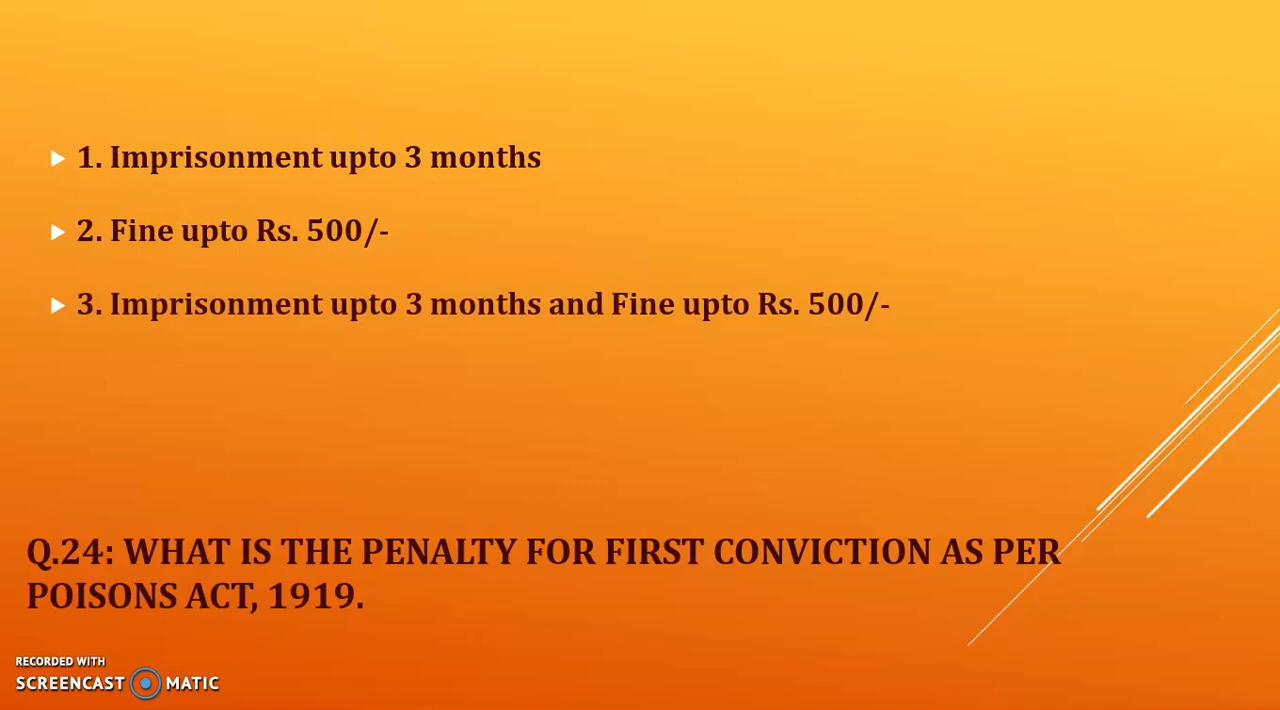 1. Imprisonment upto 3 months
2. Fine upto Rs. 500/-
3. Imprisonment upto 3 months and Fine upto Rs. 500/-
Q.24: WHAT IS THE PENALTY FOR FIRST CONVICTION AS PER
POISONS ACT, 1919.
RECORDED WITH
SCREENCAST MATIC